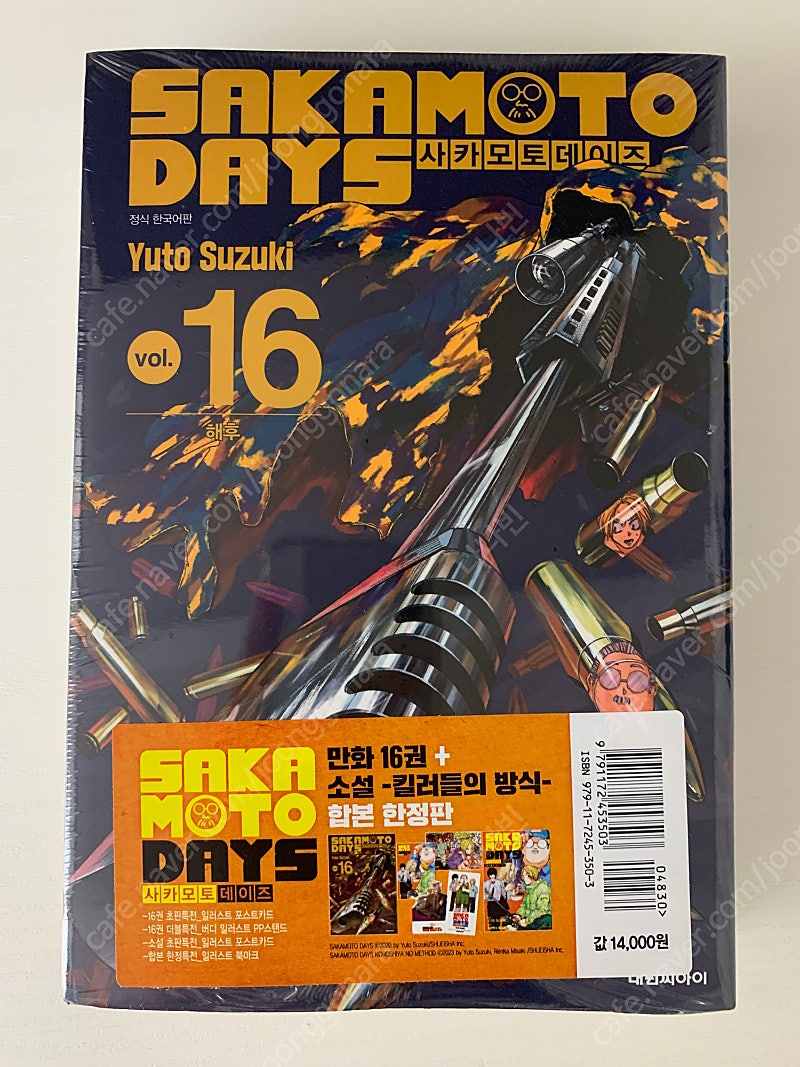 SAKAMOTO
DAYS
사카모토데이즈
정식 한국어판
Yuto Suzuki
vol. 16
해후
SAKA
MOTO
DAYS
사카모토 데이즈
-16권 초판특전_일러스트 포스트카드
-16권 더블특전_버디 일러스트 PP스탠드
-소설 초판특전_일러스트 포스트카드
-합본 한정특전_일러스트 북마크
만화 16권 +
소설 -킬러들의 방식-
합본 한정판
SAKAMOTO DAYS ©2020 by Yuto Suzuki/SHUEISHA Inc.
SAKAMOTO DAYS KOROSHIYA NO METHOD ©2023 by Yuto Suzuki, Renka Misaki /SHUEISHA Inc.
9 791172 453503
ISBN 979-11-7245-350-3
04830>
값 14,000원
대원씨아이
cafe.naver.com/joonggonara